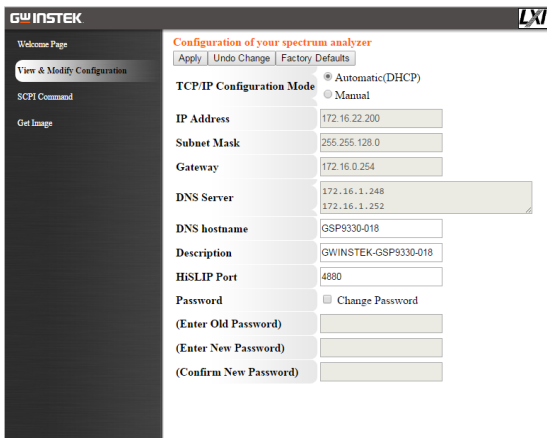 GWINSTEK
LXI
Welcome Page
View & Modify Configuration
SCPI Command
Get Image
Configuration of your spectrum analyzer
Apply Undo Change Factory Defaults
TCP/IP Configuration Mode
Automatic(DHCP)
Manual
IP Address 172.16.22.200
Subnet Mask 255.255.128.0
Gateway 172.16.0.254
DNS Server
172.16.1.248
172.16.1.252
DNS hostname GSP9330-018
Description GWINSTEK-GSP9330-018
HiSLIP Port 4880
Password Change Password
(Enter Old Password)
(Enter New Password)
(Confirm New Password)